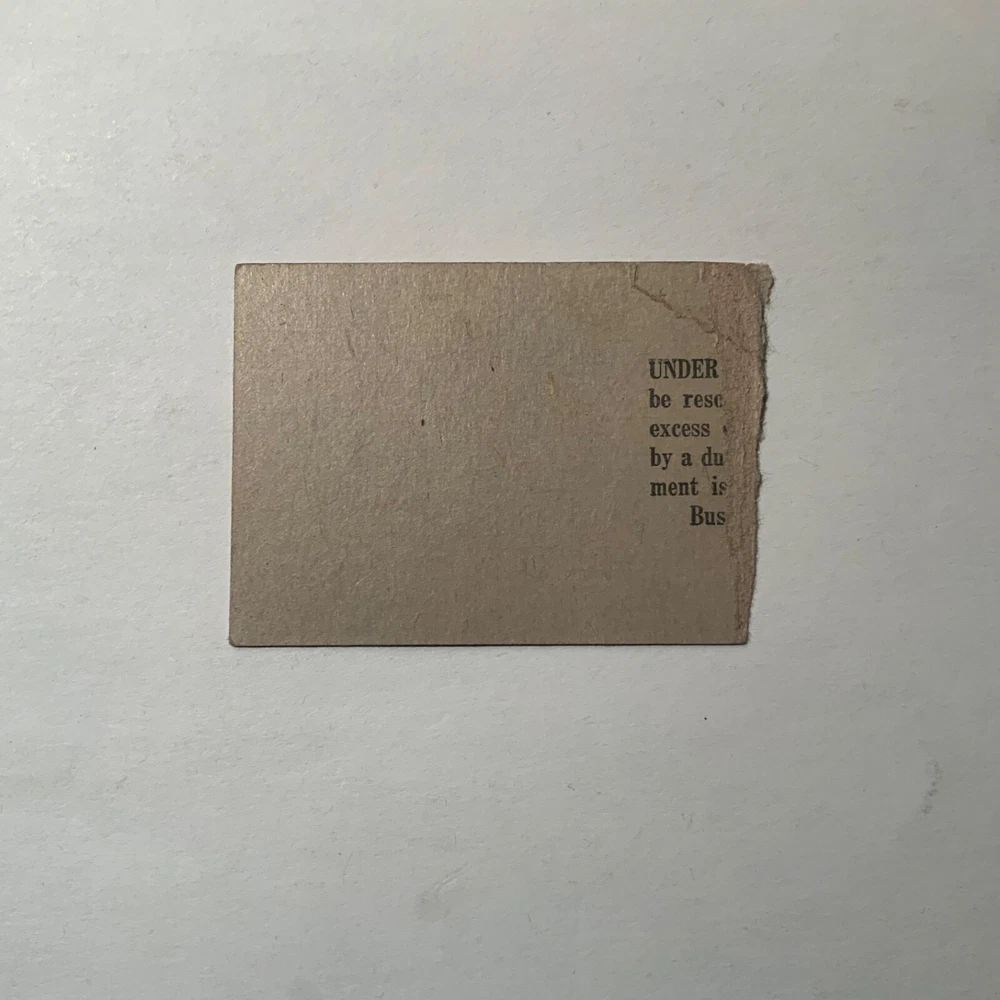 UNDER
be resc
excess
by a du
ment is
Bus